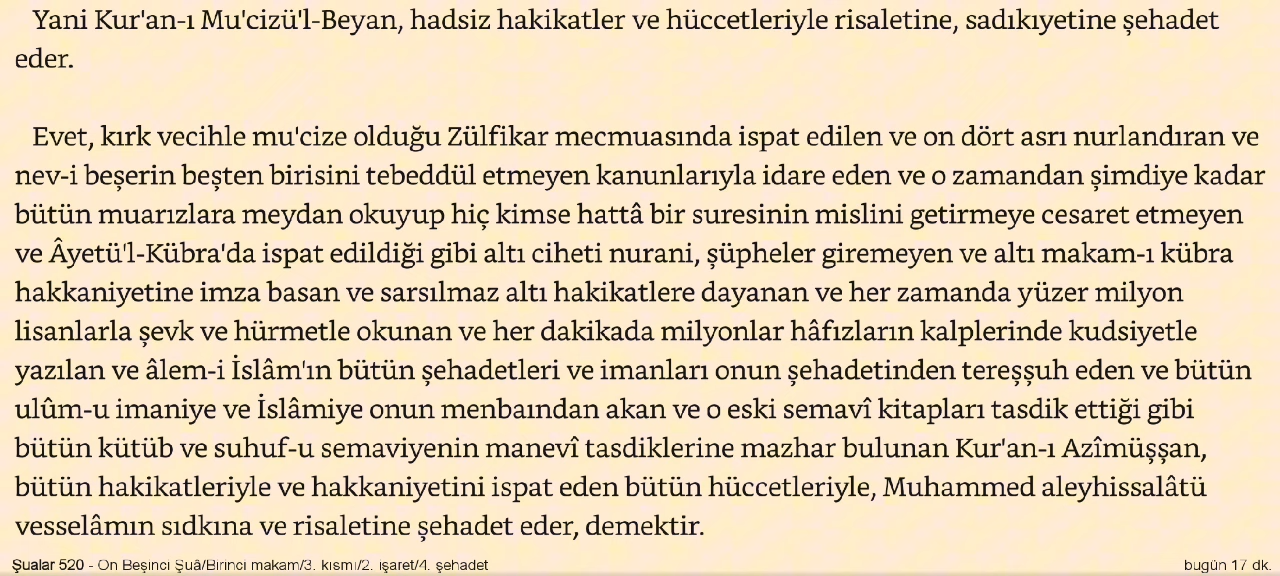 Yani Kur'an-ı Mu'cizü'l-Beyan, hadsiz hakikatler ve hüccetleriyle risaletine, sadıkıyetine şehadet
eder.
Evet, kırk vecihle mu'cize olduğu Zülfikar mecmuasında ispat edilen ve on dört asrı nurlandıran ve
nev-i beşerin beşten birisini tebeddül etmeyen kanunlarıyla idare eden ve o zamandan şimdiye kadar
bütün muarızlara meydan okuyup hiç kimse hattâ bir suresinin mislini getirmeye cesaret etmeyen
ve Âyetü'l-Kübra'da ispat edildiği gibi altı ciheti nurani, şüpheler giremeyen ve altı makam-ı kübra
hakkaniyetine imza basan ve sarsılmaz altı hakikatlere dayanan ve her zamanda yüzer milyon
lisanlarla şevk ve hürmetle okunan ve her dakikada milyonlar hâfızların kalplerinde kudsiyetle
yazılan ve âlem-i İslâm'ın bütün şehadetleri ve imanları onun şehadetinden tereşşuh eden ve bütün
ulûm-u imaniye ve İslâmiye onun menbaından akan ve o eski semavî kitapları tasdik ettiği gibi
bütün kütüb ve suhuf-u semaviyenin manevî tasdiklerine mazhar bulunan Kur'an-ı Azîmüşşan,
bütün hakikatleriyle ve hakkaniyetini ispat eden bütün hüccetleriyle, Muhammed aleyhissalâtü
vesselâmın sıdkına ve risaletine şehadet eder, demektir.
Şualar 520 - On Beşinci Şuâ/Birinci makam/3. kısmı/2. işaret/4. şehadet
bugün 17 dk.